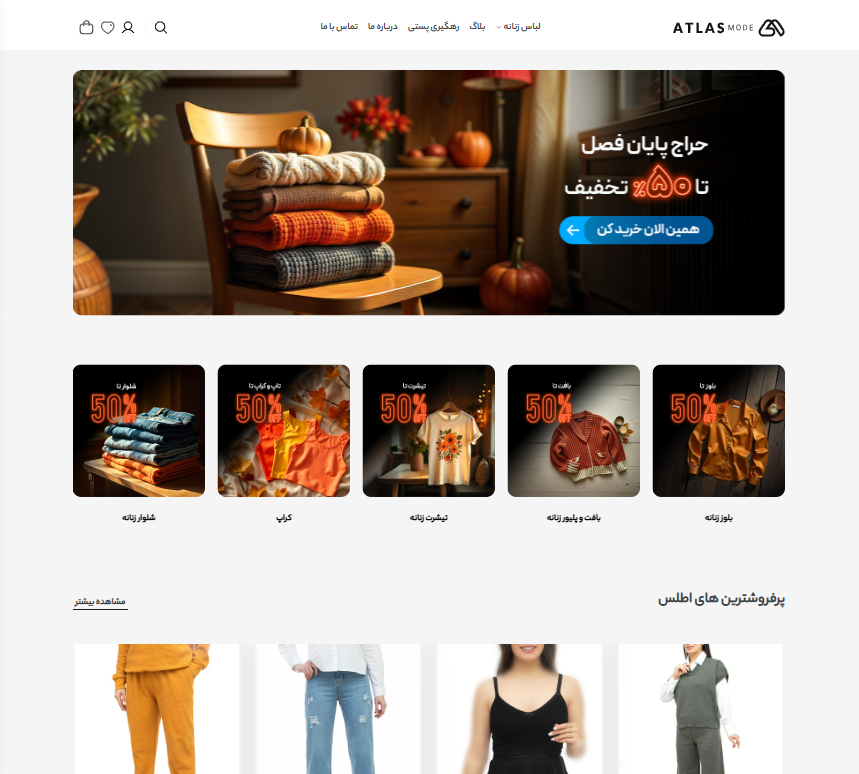 ATLAS MODE
لباس زنانه
بلاگ
رهگیری پستی
درباره ما
تماس با ما
حراج پایان فصل
تا ۵۰٪ تخفیف
همین الان خرید کن
بلوز تا
50% OFF
بافت تا
50% OFF
تیشرت تا
50% OFF
تاپ و کراپ تا
50% OFF
شلوار تا
50% OFF
بلوز زنانه
بافت و پلیور زنانه
تیشرت زنانه
کراپ
شلوار زنانه
پرفروشترین های اطلس
مشاهده بیشتر